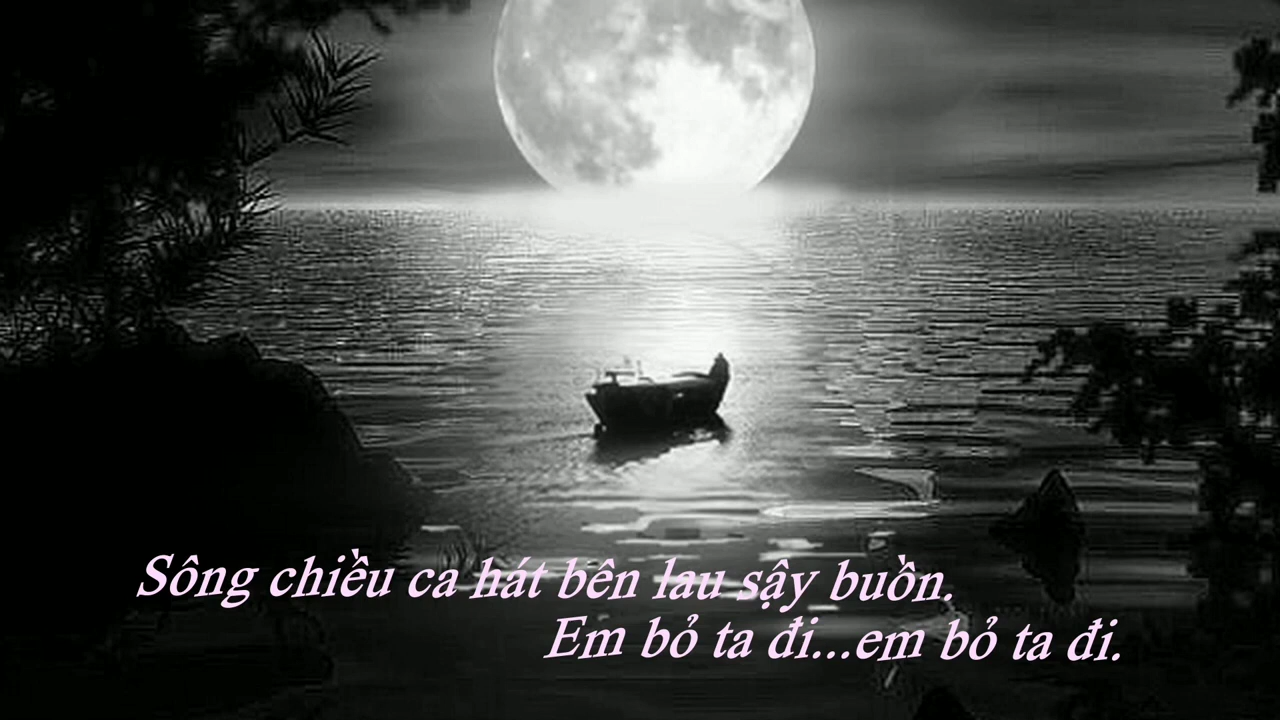 Sông chiều ca hát bên lau sậy buồn.
Em bỏ ta đi...em bỏ ta đi.